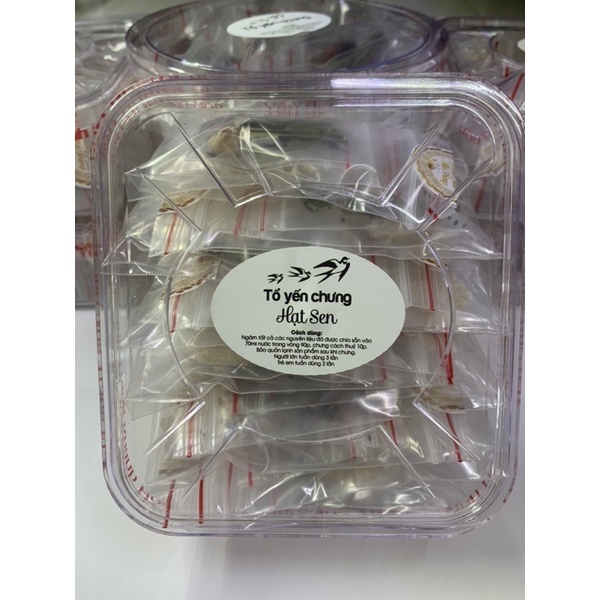 Tổ yến chưng
Hạt Sen
Cách dùng:
Ngâm tất cả các nguyên liệu đã được chia sẵn vào
70ml nước trong vòng 90p, chưng cách thuỷ 10p.
Bảo quản lạnh sản phẩm sau khi chưng.
Người lớn tuần dùng 3 lần
Trẻ em tuần dùng 2 lần